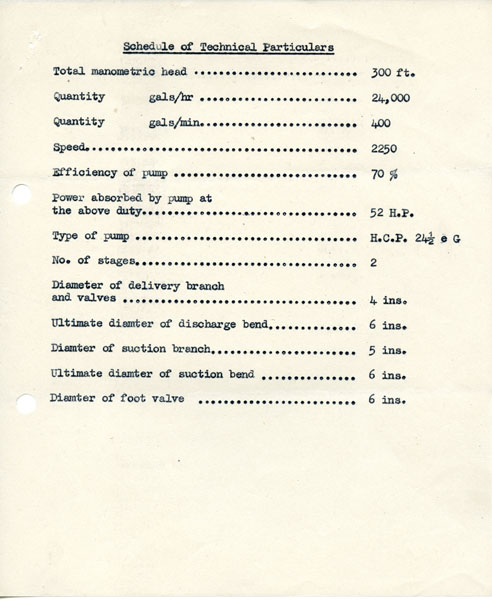 Schedule of Technical Particulars
Total manometric head .......................... 300 ft.
Quantity gals/hr .......................... 24,000
Quantity gals/min.......................... 400
Speed.......................................... 2250
Efficiency of pump ............................. 70 %
Power absorbed by pump at
the above duty.................................. 52 H.P.
Type of pump ................................... H.C.P. 24½ e G
No. of stages................................... 2
Diameter of delivery branch
and valves ..................................... 4 ins.
Ultimate diamter of discharge bend.............. 6 ins.
Diamter of suction branch....................... 5 ins.
Ultimate diamter of suction bend ............... 6 ins.
Diamter of foot valve .......................... 6 ins.